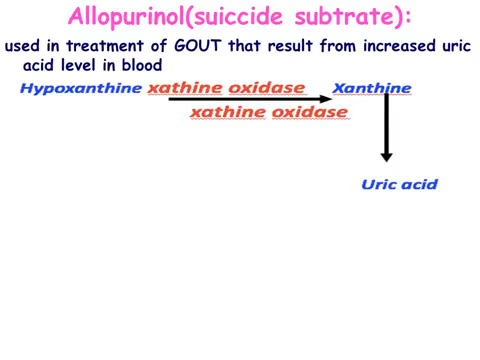 Allopurinol(suiccide subtrate):
used in treatment of GOUT that result from increased uric
acid level in blood
Hypoxanthine xathine oxidase Xanthine
xathine oxidase
Uric acid